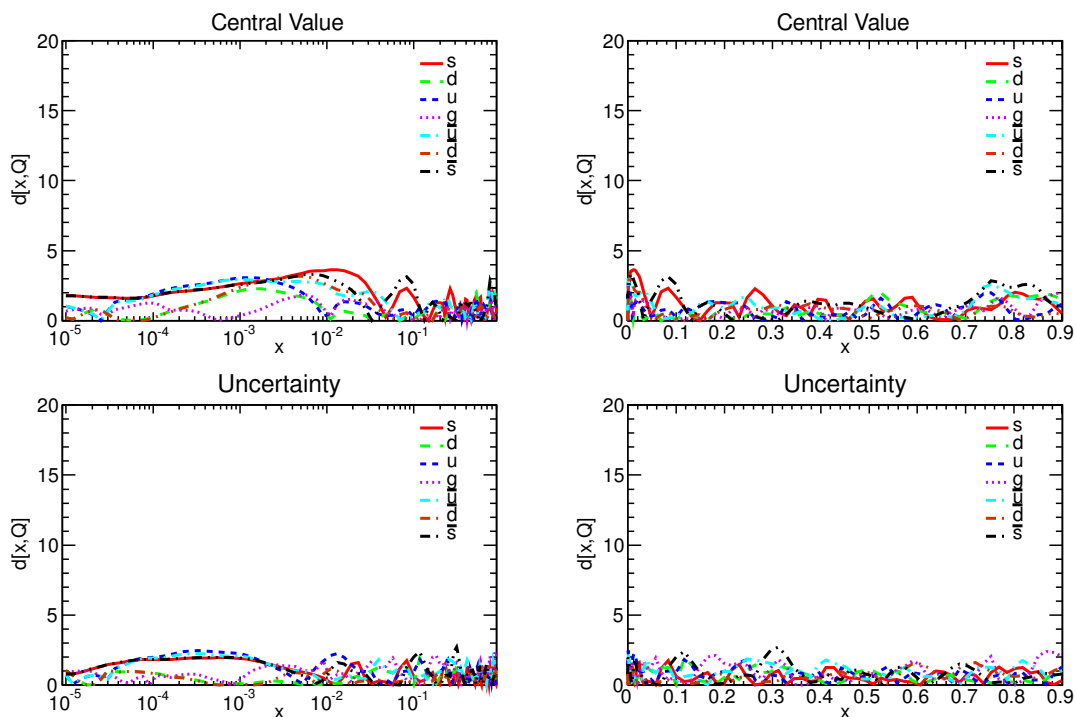 Central Value
d[x,Q]
20
15
10
5
0
s
d
u
g
u̅
d̅
s̅
10⁻⁵
10⁻⁴
10⁻³
10⁻²
10⁻¹
x
Central Value
d[x,Q]
20
15
10
5
0
s
d
u
g
u̅
d̅
s̅
0 0.1 0.2 0.3 0.4 0.5 0.6 0.7 0.8 0.9
x
Uncertainty
d[x,Q]
20
15
10
5
0
s
d
u
g
u̅
d̅
s̅
10⁻⁵
10⁻⁴
10⁻³
10⁻²
10⁻¹
x
Uncertainty
d[x,Q]
20
15
10
5
0
s
d
u
g
u̅
d̅
s̅
0 0.1 0.2 0.3 0.4 0.5 0.6 0.7 0.8 0.9
x